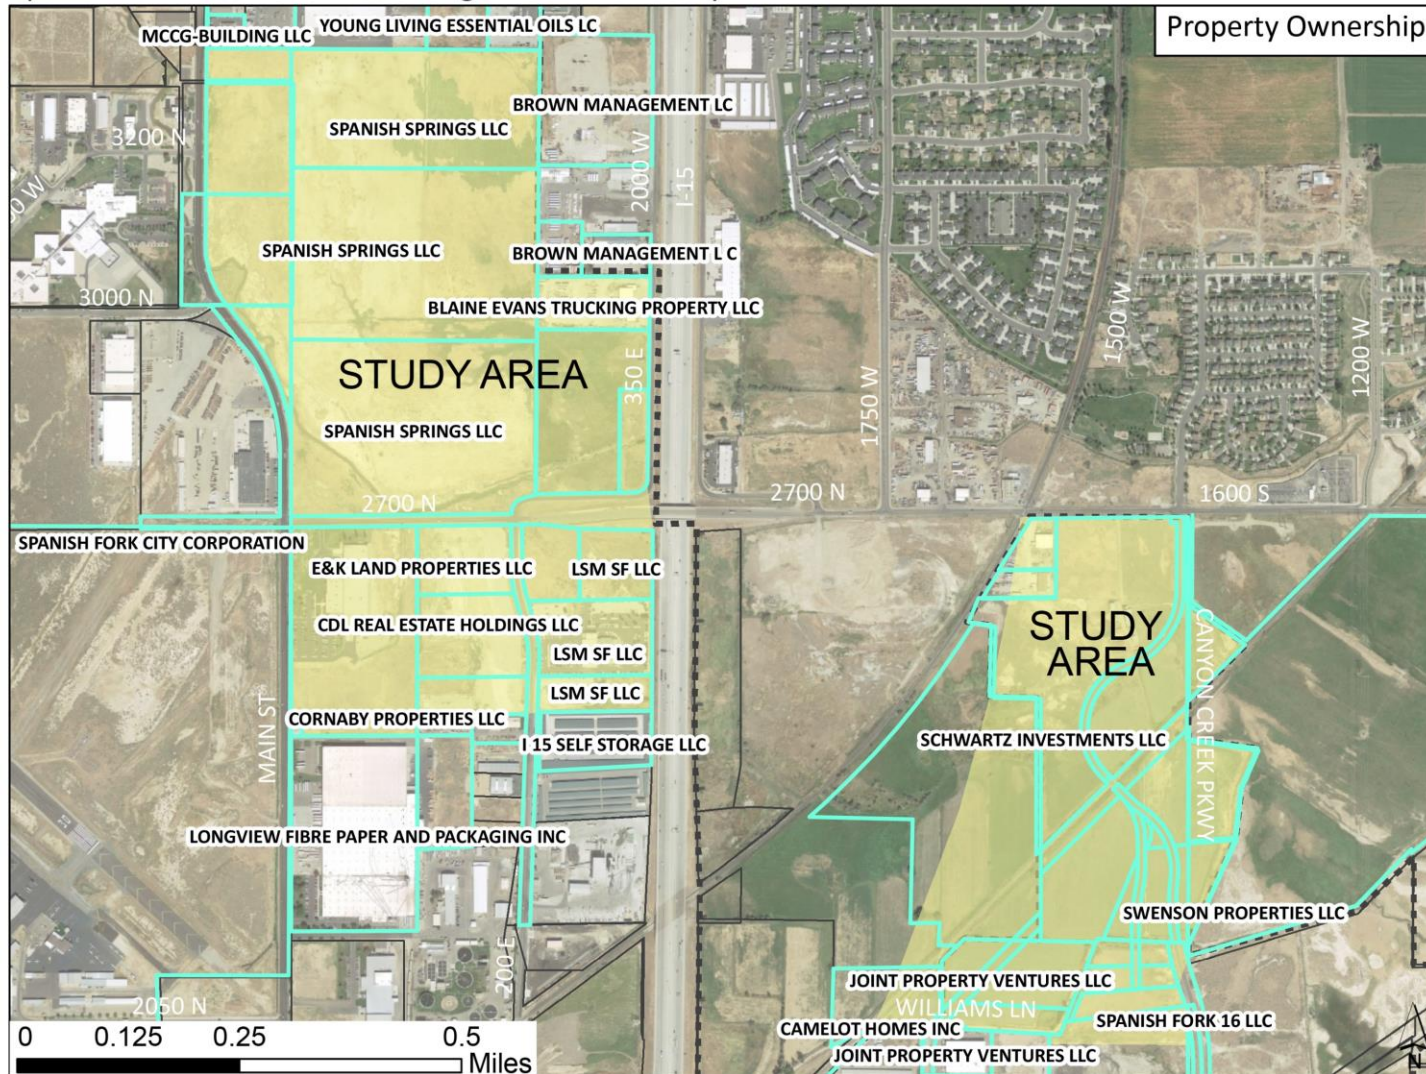 Property Ownership
YOUNG LIVING ESSENTIAL OILS LC
MCCG-BUILDING LLC
BROWN MANAGEMENT LC
SPANISH SPRINGS LLC
3200 N
2000 W
I-15
SPANISH SPRINGS LLC
BROWN MANAGEMENT L C
3000 N
BLAINE EVANS TRUCKING PROPERTY LLC
1500 W
1200 W
STUDY AREA
350 E
1750 W
SPANISH SPRINGS LLC
2700 N
2700 N
1600 S
SPANISH FORK CITY CORPORATION
E&K LAND PROPERTIES LLC
LSM SF LLC
CDL REAL ESTATE HOLDINGS LLC
STUDY
AREA
LSM SF LLC
LSM SF LLC
CANYON CREEK PKWY
MAIN ST
CORNABY PROPERTIES LLC
I 15 SELF STORAGE LLC
SCHWARTZ INVESTMENTS LLC
LONGVIEW FIBRE PAPER AND PACKAGING INC
SWENSON PROPERTIES LLC
200 E
JOINT PROPERTY VENTURES LLC
2050 N
WILLIAMS LN
CAMELOT HOMES INC
SPANISH FORK 16 LLC
JOINT PROPERTY VENTURES LLC
0 0.125 0.25 0.5
Miles
N